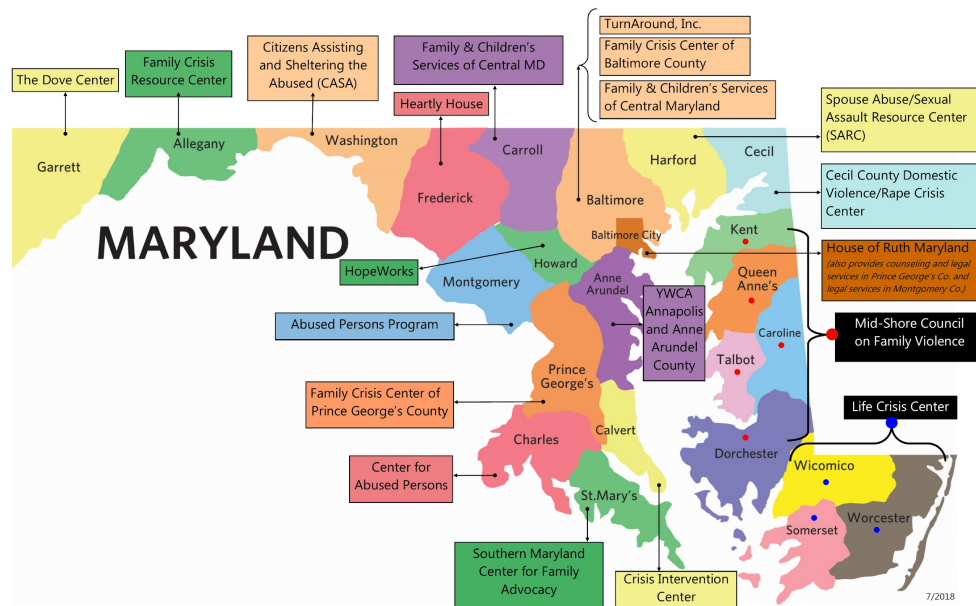 TurnAround, Inc.
Family Crisis Center of
Baltimore County
Family & Children's Services
of Central Maryland
Citizens Assisting
and Sheltering the
Abused (CASA)
Family & Children's
Services of Central MD
Family Crisis
Resource Center
The Dove Center
Heartly House
Spouse Abuse/Sexual
Assault Resource Center
(SARC)
Garrett
Allegany
Washington
Frederick
Carroll
Baltimore
Harford
Cecil
Cecil County Domestic
Violence/Rape Crisis
Center
MARYLAND
Baltimore City
Kent
House of Ruth Maryland
(also provides counseling and legal
services in Prince George's Co. and
legal services in Montgomery Co.)
HopeWorks
Howard
Montgomery
Anne
Arundel
Queen
Anne's
YWCA
Annapolis
and Anne
Arundel
County
Abused Persons Program
Caroline
Mid-Shore Council
on Family Violence
Talbot
Prince
George's
Family Crisis Center of
Prince George's County
Life Crisis Center
Calvert
Charles
Dorchester
Center for
Abused Persons
Wicomico
St.Mary's
Somerset
Worcester
Southern Maryland
Center for Family
Advocacy
Crisis Intervention
Center
7/2018